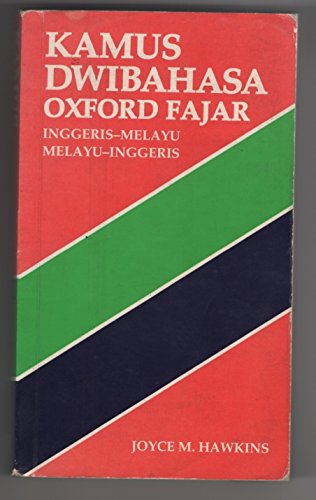 KAMUS
DWIBAHASA
OXFORD FAJAR
INGGERIS–MELAYU
MELAYU–INGGERIS
JOYCE M. HAWKINS